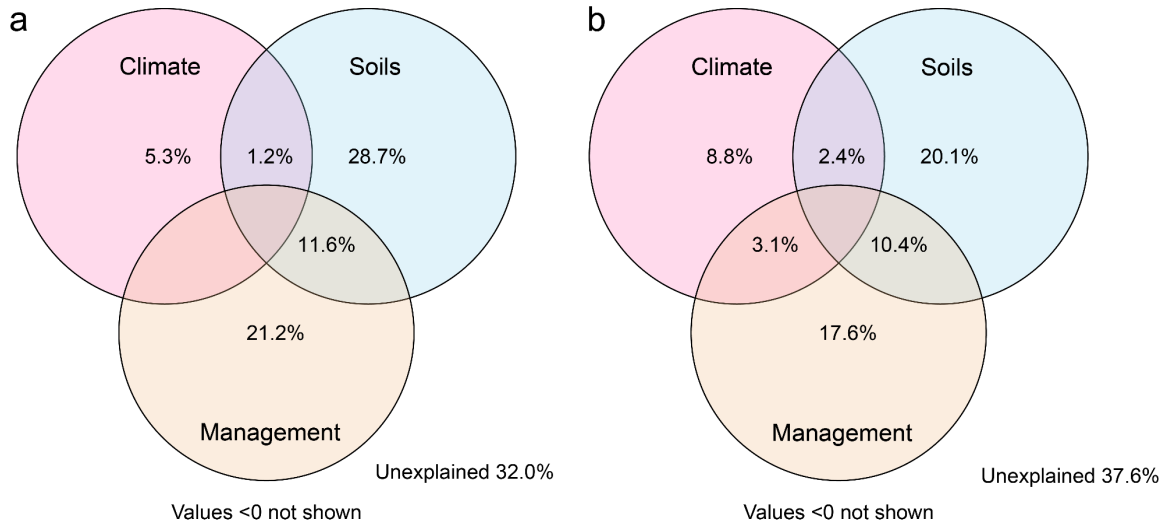 a
Climate
Soils
5.3%
1.2%
28.7%
11.6%
21.2%
Management
Unexplained 32.0%
Values <0 not shown
b
Climate
Soils
8.8%
2.4%
20.1%
3.1%
10.4%
17.6%
Management
Unexplained 37.6%
Values <0 not shown